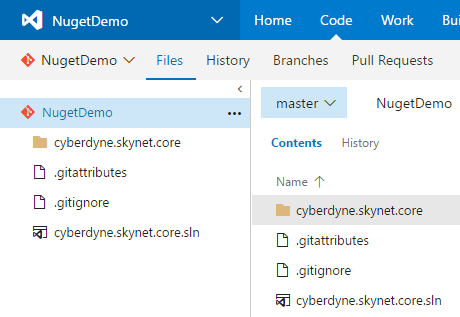 NugetDemo Home Code Work Build
NugetDemo Files History Branches Pull Requests
NugetDemo ...
cyberdyne.skynet.core
.gitattributes
.gitignore
cyberdyne.skynet.core.sln
master NugetDemo
Contents History
Name
cyberdyne.skynet.core
.gitattributes
.gitignore
cyberdyne.skynet.core.sln